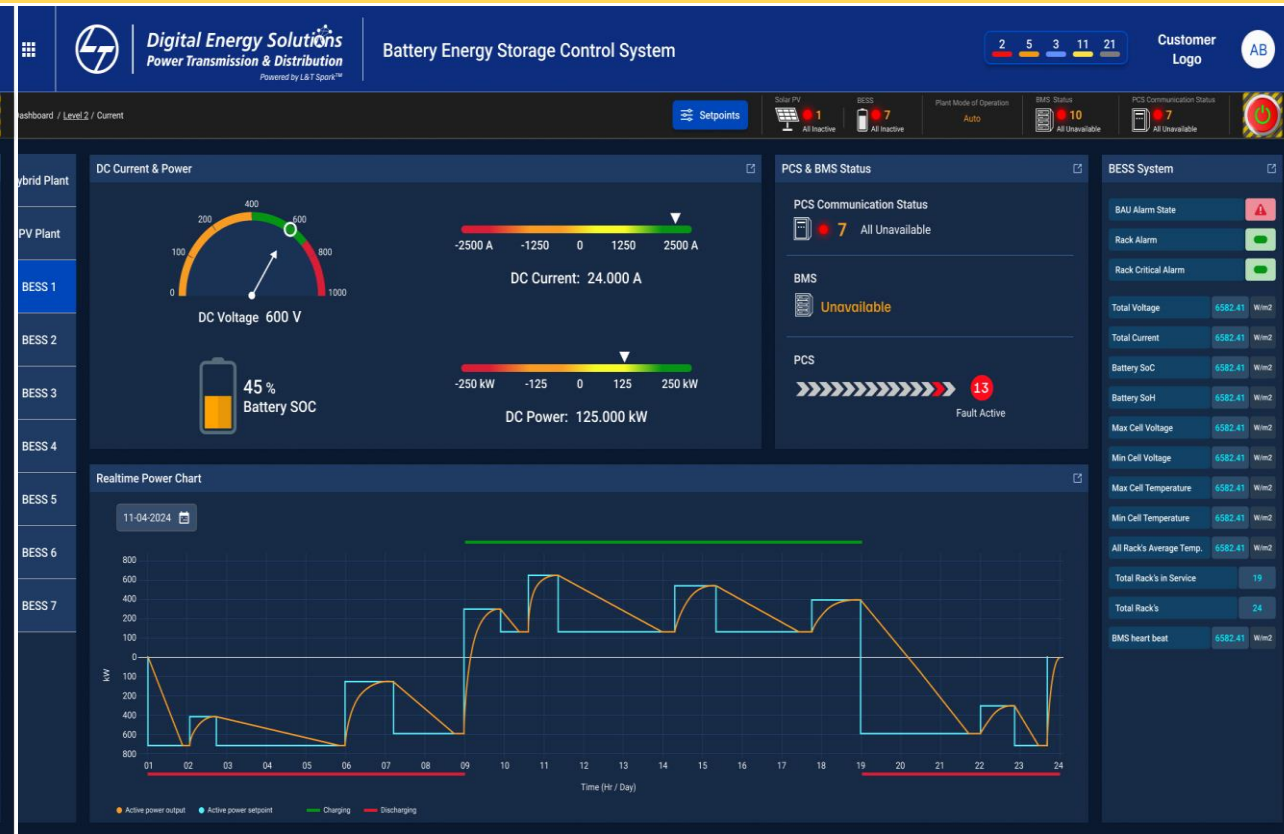 Digital Energy Solutions
Power Transmission & Distribution
Powered by L&T Spark™
Battery Energy Storage Control System
2 5 3 11 21
Customer
Logo
AB
Dashboard / Level 2 / Current
Setpoints
Solar PV
1
All Inactive
BESS
7
All Inactive
Plant Mode of Operation
Auto
BMS Status
10
All Unavailable
PCS Communication Status
7
All Unavailable
ybrid Plant
PV Plant
BESS 1
BESS 2
BESS 3
BESS 4
BESS 5
BESS 6
BESS 7
DC Current & Power
0 100 200 400 600 800 1000
DC Voltage 600 V
-2500 A -1250 0 1250 2500 A
DC Current: 24.000 A
45 %
Battery SOC
-250 kW -125 0 125 250 kW
DC Power: 125.000 kW
PCS & BMS Status
PCS Communication Status
7 All Unavailable
BMS
Unavailable
PCS
13
Fault Active
BESS System
BAU Alarm State
Rack Alarm
Rack Critical Alarm
Total Voltage 6582.41 W/m2
Total Current 6582.41 W/m2
Battery SoC 6582.41 W/m2
Battery SoH 6582.41 W/m2
Max Cell Voltage 6582.41 W/m2
Min Cell Voltage 6582.41 W/m2
Max Cell Temperature 6582.41 W/m2
Min Cell Temperature 6582.41 W/m2
All Rack's Average Temp. 6582.41 W/m2
Total Rack's in Service 19
Total Rack's 24
BMS heart beat 6582.41 W/m2
Realtime Power Chart
11-04-2024
800
600
400
200
100
0
kW
100
200
400
600
800
01 02 03 04 05 06 07 08 09 10 11 12 13 14 15 16 17 18 19 20 21 22 23 24
Time (Hr / Day)
Active power output Active power setpoint Charging Discharging